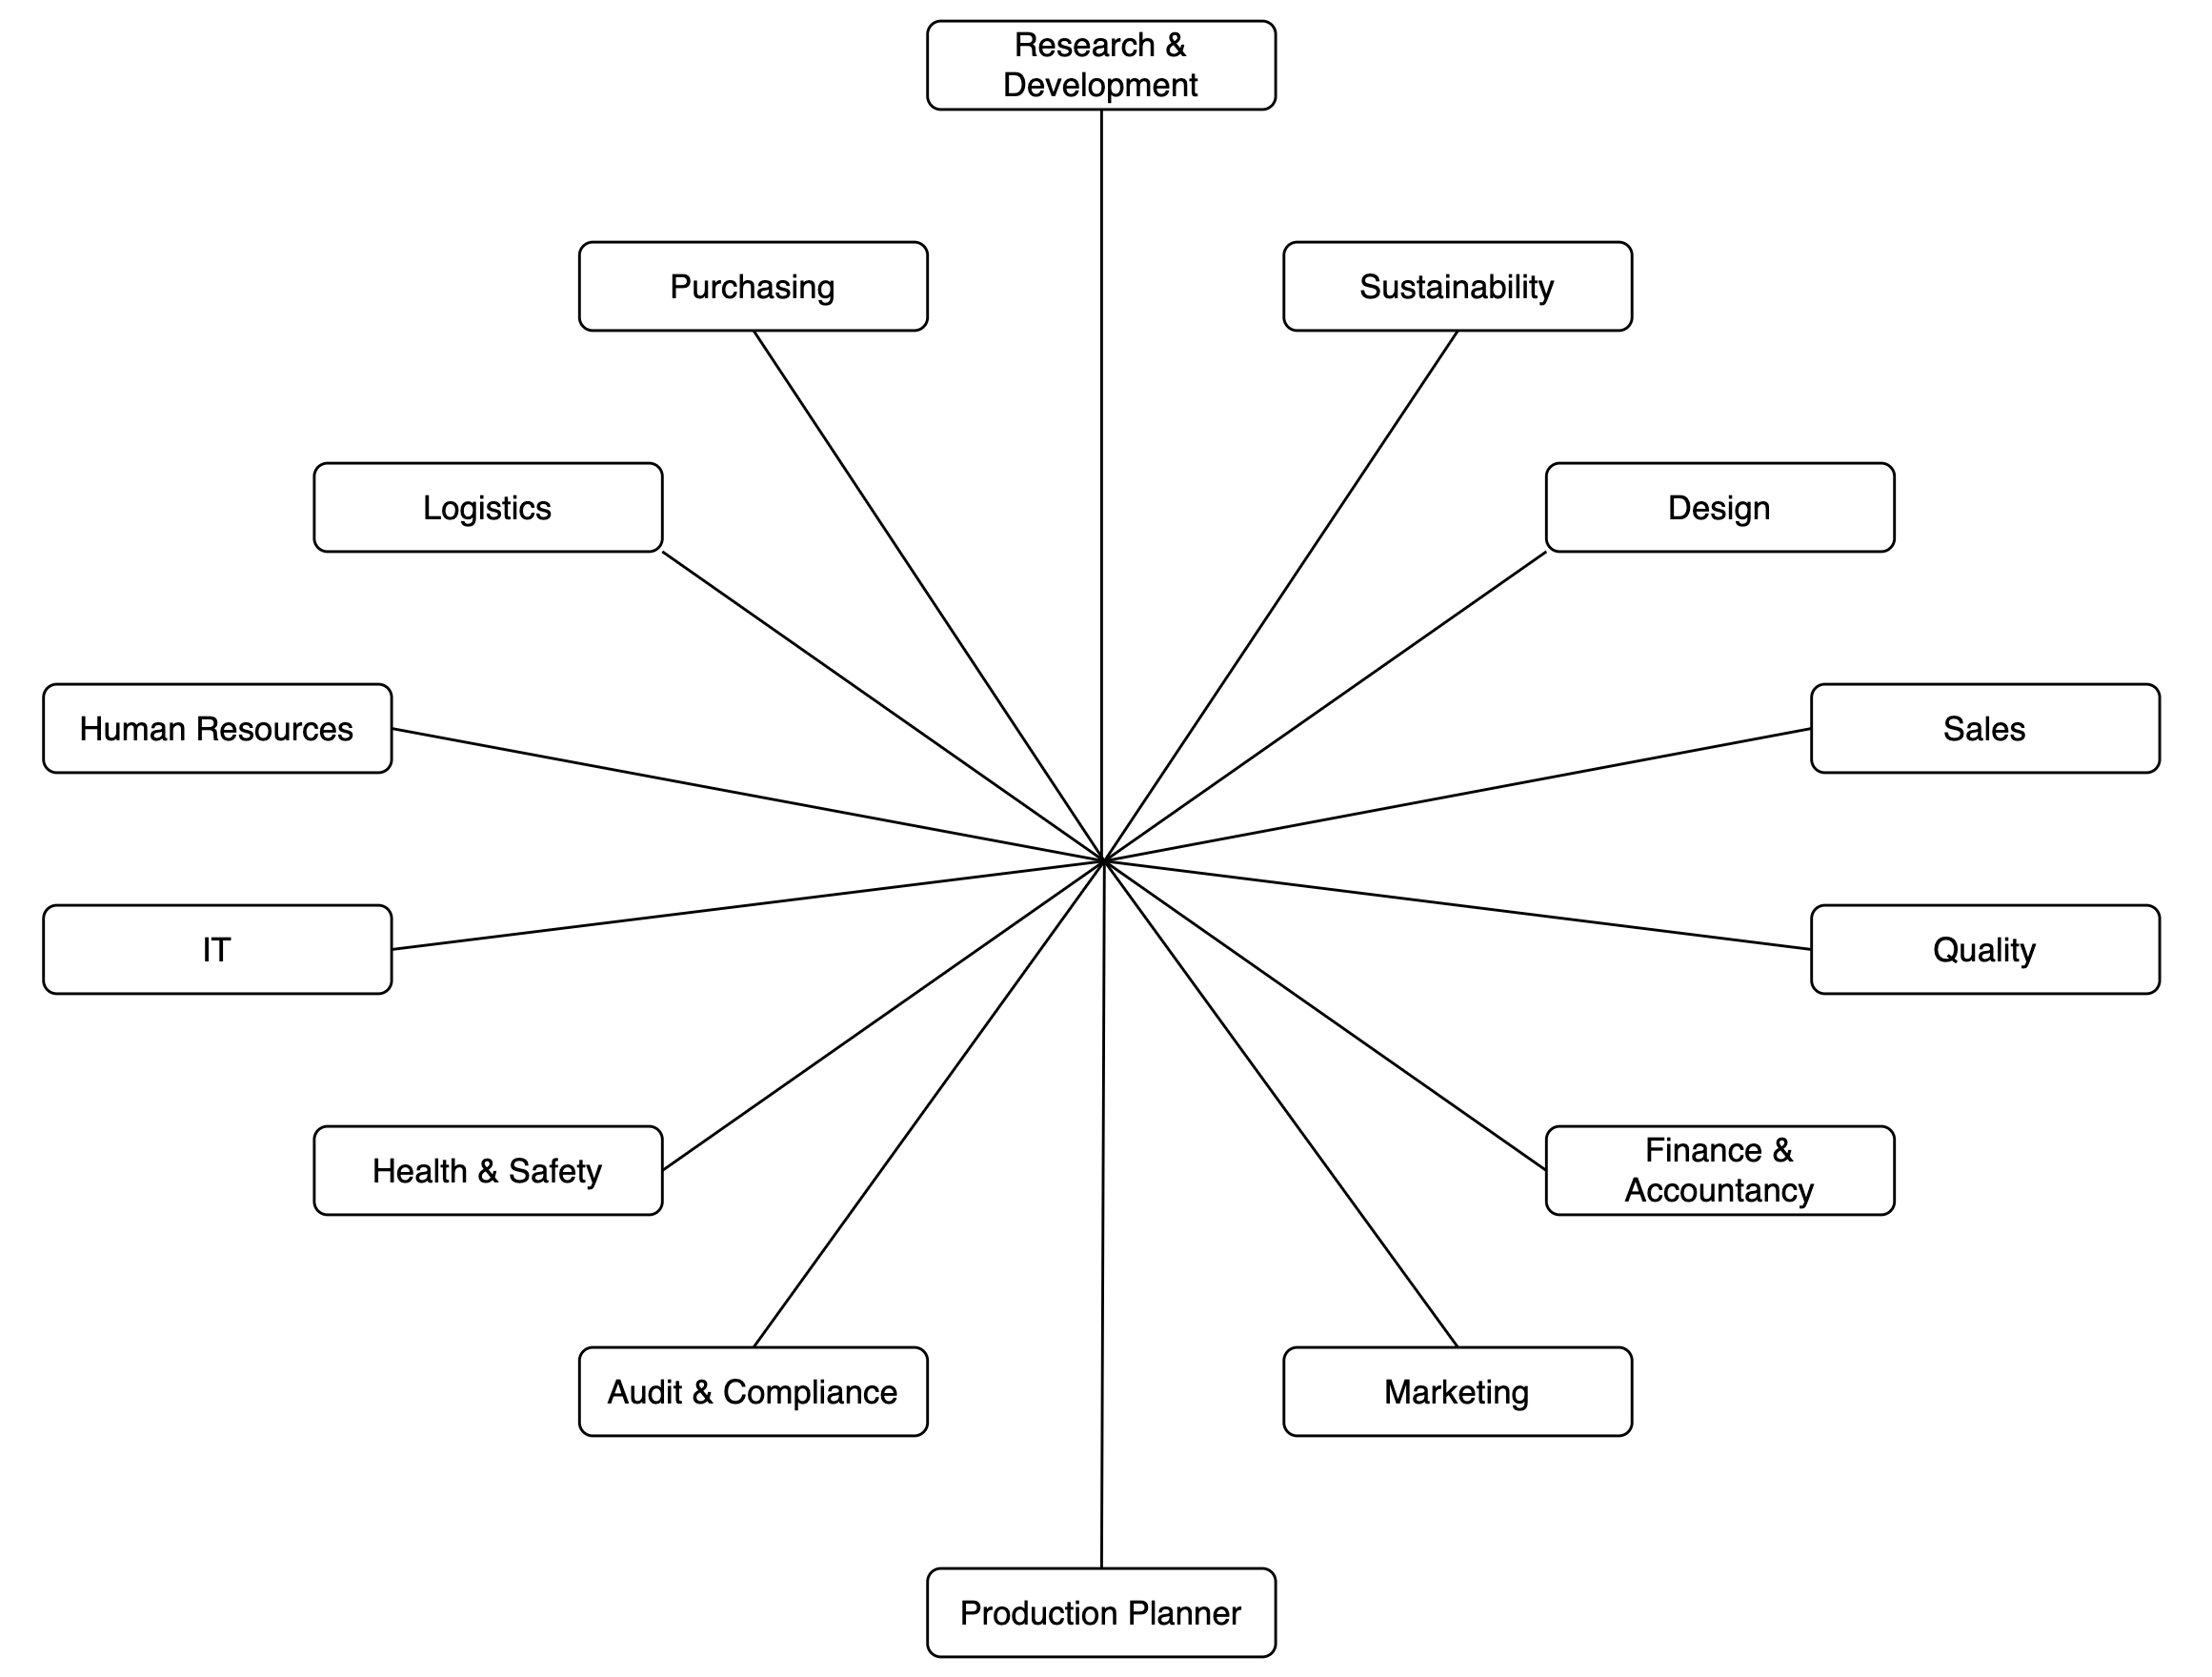 Research &
Development
Purchasing
Sustainability
Logistics
Design
Human Resources
Sales
IT
Quality
Health & Safety
Finance &
Accountancy
Audit & Compliance
Marketing
Production Planner